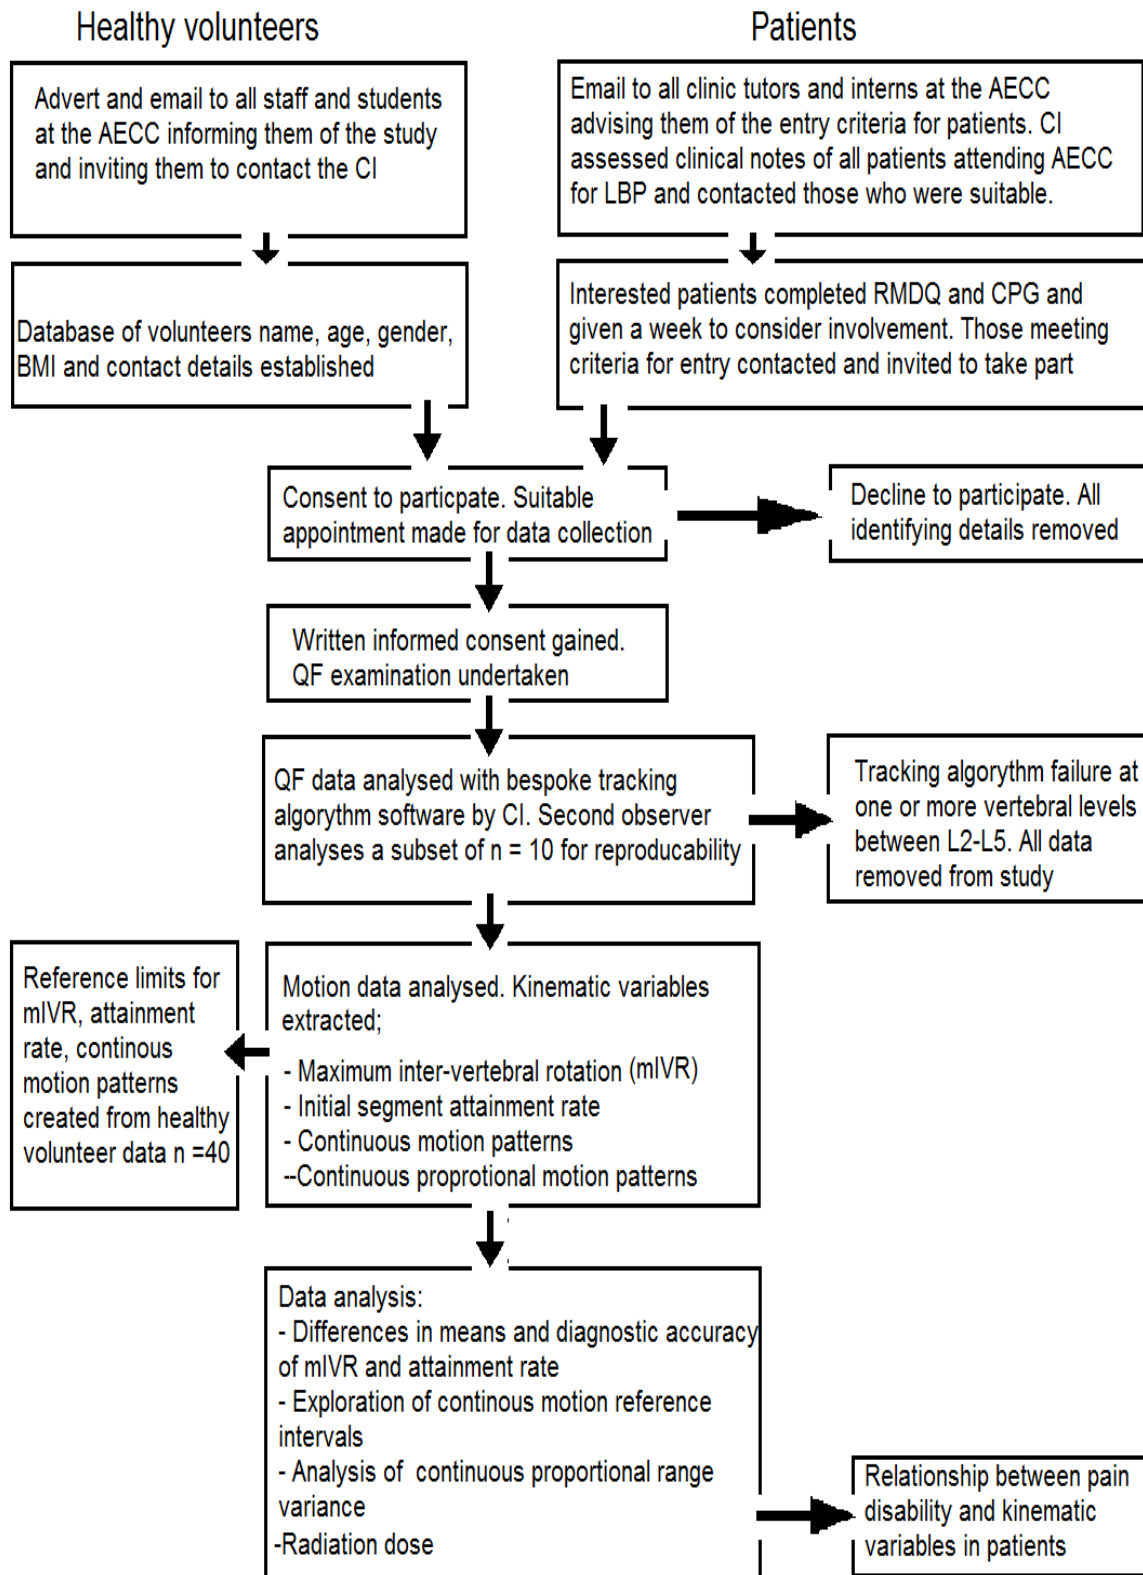 Healthy volunteers
Patients
Advert and email to all staff and students
at the AECC informing them of the study
and inviting them to contact the CI
Email to all clinic tutors and interns at the AECC
advising them of the entry criteria for patients. CI
assessed clinical notes of all patients attending AECC
for LBP and contacted those who were suitable.
Database of volunteers name, age, gender,
BMI and contact details established
Interested patients completed RMDQ and CPG and
given a week to consider involvement. Those meeting
criteria for entry contacted and invited to take part
Consent to particpate. Suitable
appointment made for data collection
Decline to participate. All
identifying details removed
Written informed consent gained.
QF examination undertaken
QF data analysed with bespoke tracking
algorythm software by CI. Second observer
analyses a subset of n = 10 for reproducability
Tracking algorythm failure at
one or more vertebral levels
between L2-L5. All data
removed from study
Reference limits for
mIVR, attainment
rate, continous
motion patterns
created from healthy
volunteer data n =40
Motion data analysed. Kinematic variables
extracted;
- Maximum inter-vertebral rotation (mIVR)
- Initial segment attainment rate
- Continuous motion patterns
--Continuous proprotional motion patterns
Data analysis:
- Differences in means and diagnostic accuracy
of mIVR and attainment rate
- Exploration of continous motion reference
intervals
- Analysis of  continuous proportional range
variance
-Radiation dose
Relationship between pain
disability and kinematic
variables in patients